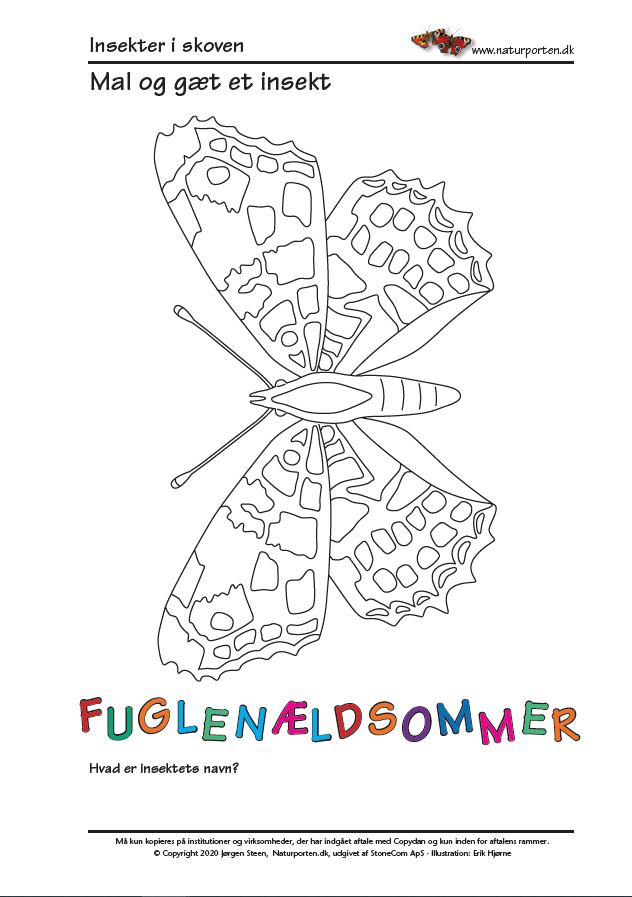 Insekter i skoven
www.naturporten.dk
Mal og gæt et insekt
FUGLENÆLDSOMMER
Hvad er insektets navn?
Må kun kopieres på institutioner og virksomheder, der har indgået aftale med Copydan og kun inden for aftalens rammer.
© Copyright 2020 Jørgen Steen, Naturporten.dk, udgivet af StoneCom ApS - Illustration: Erik Hjørne